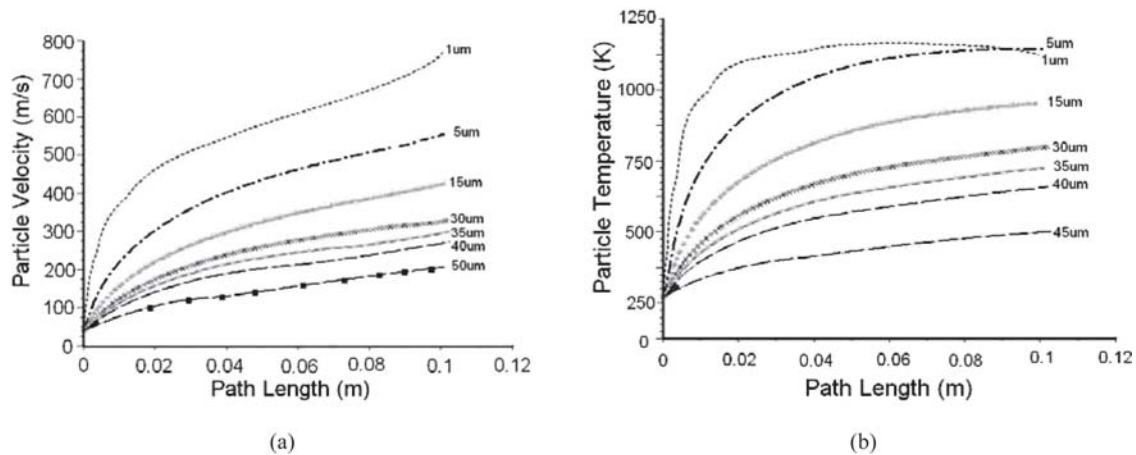 (a)
Particle Velocity (m/s)
800
700
600
500
400
300
200
100
0
0
0.02
0.04
0.06
0.08
0.1
0.12
Path Length (m)
1um
5um
15um
30um
35um
40um
50um
(a)
(b)
Particle Temperature (K)
1250
1000
750
500
250
0
0
0.02
0.04
0.06
0.08
0.1
0.12
Path Length (m)
5um
1um
15um
30um
35um
40um
45um
(b)